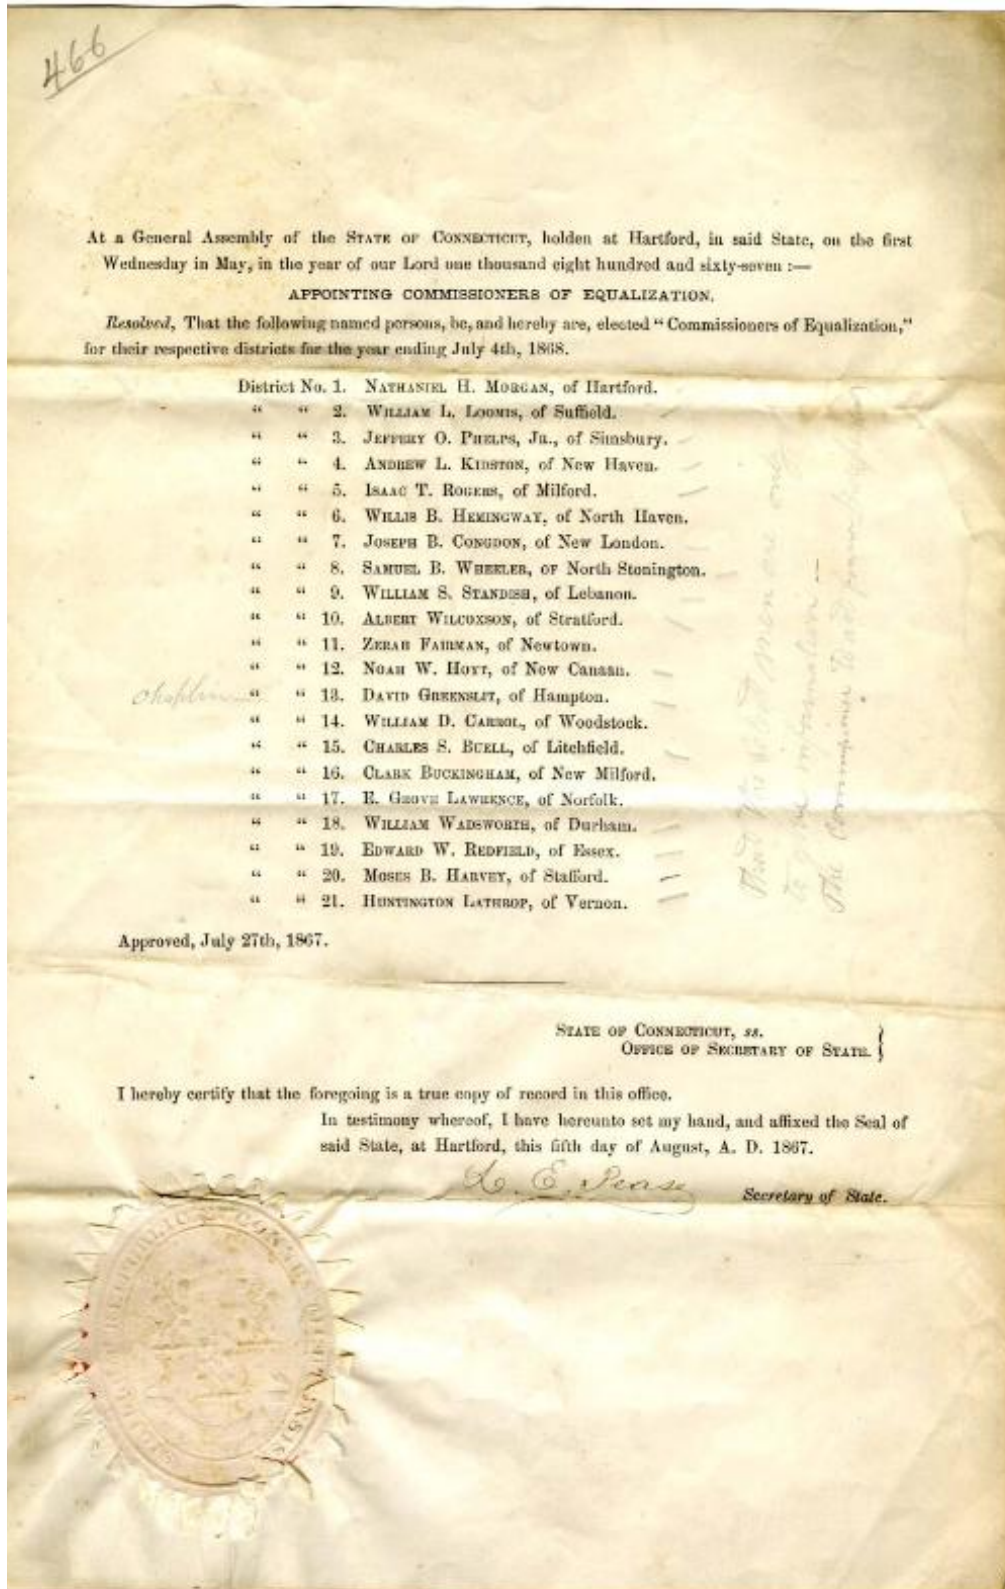 466
At a General Assembly of the STATE OF CONNECTICUT, holden at Hartford, in said State, on the first
Wednesday in May, in the year of our Lord one thousand eight hundred and sixty-seven :—
APPOINTING COMMISSIONERS OF EQUALIZATION.
Resolved, That the following named persons, be, and hereby are, elected "Commissioners of Equalization,"
for their respective districts for the year ending July 4th, 1868.
District No. 1. NATHANIEL H. MORGAN, of Hartford.
" " 2. WILLIAM L. LOOMIS, of Suffield.
" " 3. JEFFERY O. PHELPS, JR., of Simsbury.
" " 4. ANDREW L. KIDSTON, of New Haven.
" " 5. ISAAC T. ROGERS, of Milford.
" " 6. WILLIS B. HEMINGWAY, of North Haven.
" " 7. JOSEPH B. CONGDON, of New London.
" " 8. SAMUEL B. WHEELER, OF North Stonington.
" " 9. WILLIAM S. STANDISH, of Lebanon.
" " 10. ALBERT WILCOXSON, of Stratford.
" " 11. ZERAH FAIRMAN, of Newtown.
" " 12. NOAH W. HOYT, of New Canaan.
Chaplin " " 13. DAVID GREENSLIT, of Hampton.
" " 14. WILLIAM D. CARROL, of Woodstock.
" " 15. CHARLES S. BUELL, of Litchfield.
" " 16. CLARK BUCKINGHAM, of New Milford.
" " 17. E. GROVE LAWRENCE, of Norfolk.
" " 18. WILLIAM WADSWORTH, of Durham.
" " 19. EDWARD W. REDFIELD, of Essex.
" " 20. MOSES B. HARVEY, of Stafford.
" " 21. HUNTINGTON LATHROP, of Vernon.
Approved, July 27th, 1867.
STATE OF CONNECTICUT, ss.
OFFICE OF SECRETARY OF STATE.
I hereby certify that the foregoing is a true copy of record in this office.
In testimony whereof, I have hereunto set my hand, and affixed the Seal of
said State, at Hartford, this fifth day of August, A. D. 1867.
L. E. Pease
Secretary of State.